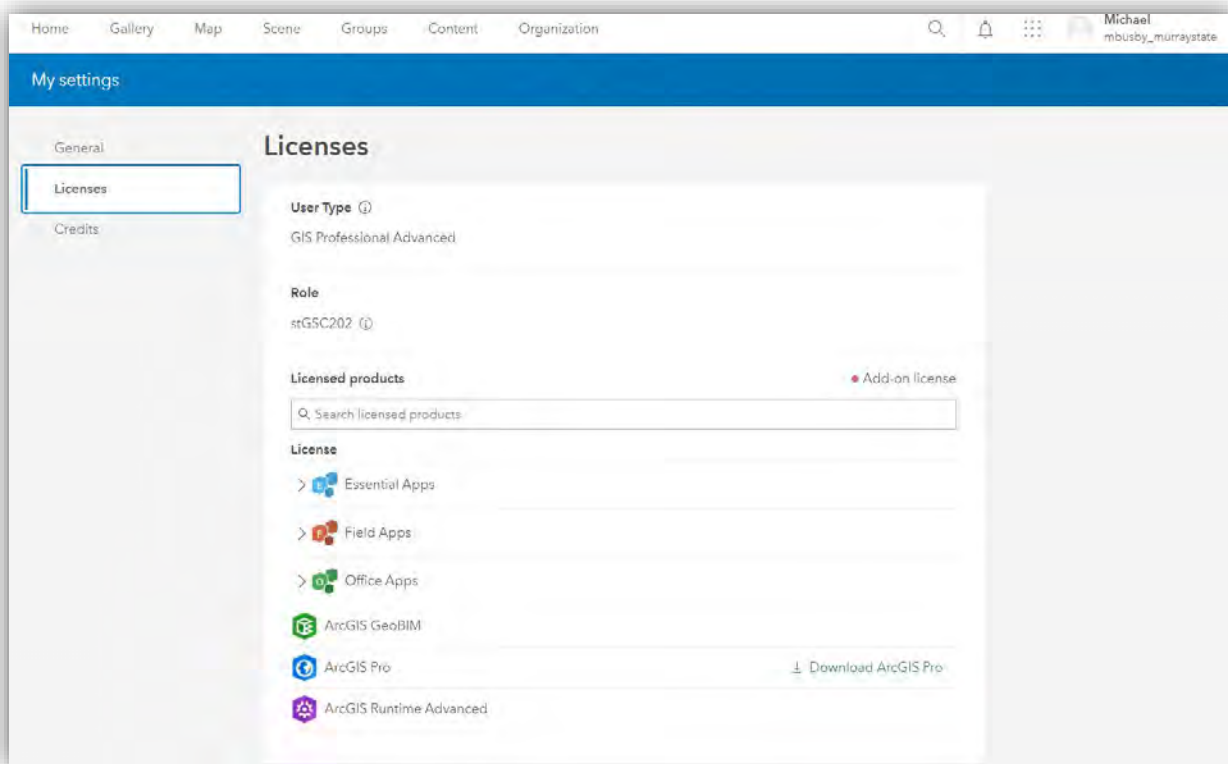 Home Gallery Map Scene Groups Content Organization Michael
mbusby_murraystate
My settings
General
Licenses
Credits
Licenses
User Type
GIS Professional Advanced
Role
stGSC202
Licensed products Add-on license
Search licensed products
License
Essential Apps
Field Apps
Office Apps
ArcGIS GeoBIM
ArcGIS Pro Download ArcGIS Pro
ArcGIS Runtime Advanced